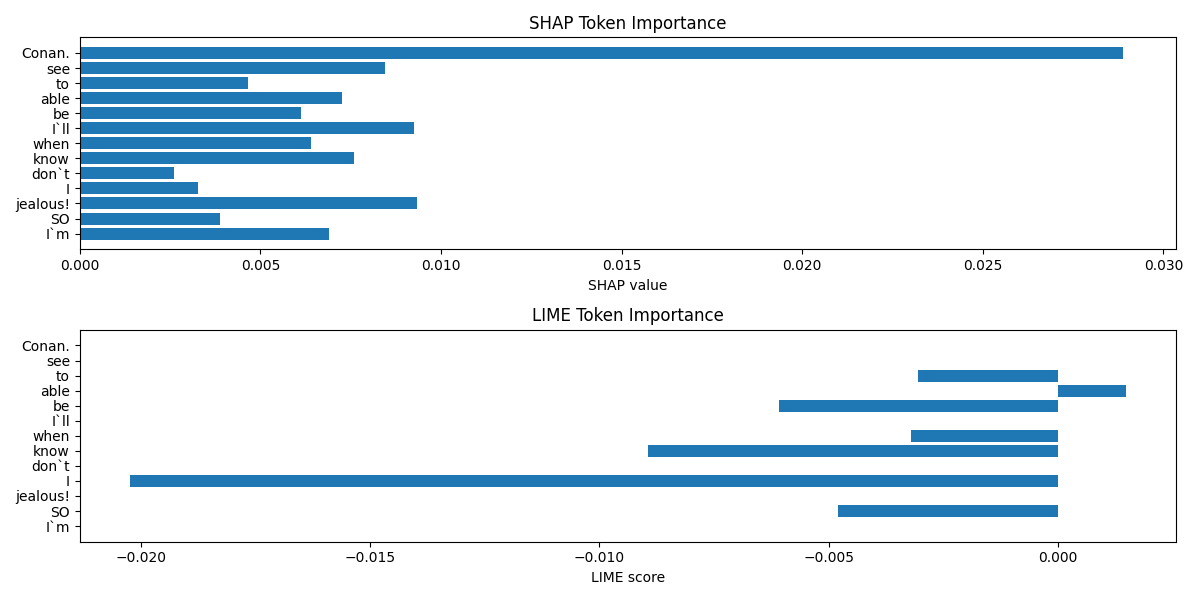 SHAP Token Importance
Conan.
see
to
able
be
I`ll
when
know
don`t
I
jealous!
SO
I`m
0.000 0.005 0.010 0.015 0.020 0.025 0.030
SHAP value
LIME Token Importance
Conan.
see
to
able
be
I`ll
when
know
don`t
I
jealous!
SO
I`m
−0.020 −0.015 −0.010 −0.005 0.000
LIME score